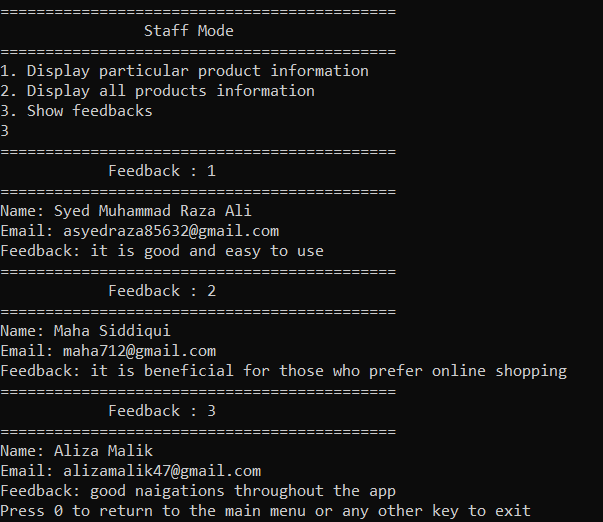 ============================================
Staff Mode
============================================
1. Display particular product information
2. Display all products information
3. Show feedbacks
3
============================================
Feedback : 1
============================================
Name: Syed Muhammad Raza Ali
Email: asyedraza85632@gmail.com
Feedback: it is good and easy to use
============================================
Feedback : 2
============================================
Name: Maha Siddiqui
Email: maha712@gmail.com
Feedback: it is beneficial for those who prefer online shopping
============================================
Feedback : 3
============================================
Name: Aliza Malik
Email: alizamalik47@gmail.com
Feedback: good naigations throughout the app
Press 0 to return to the main menu or any other key to exit